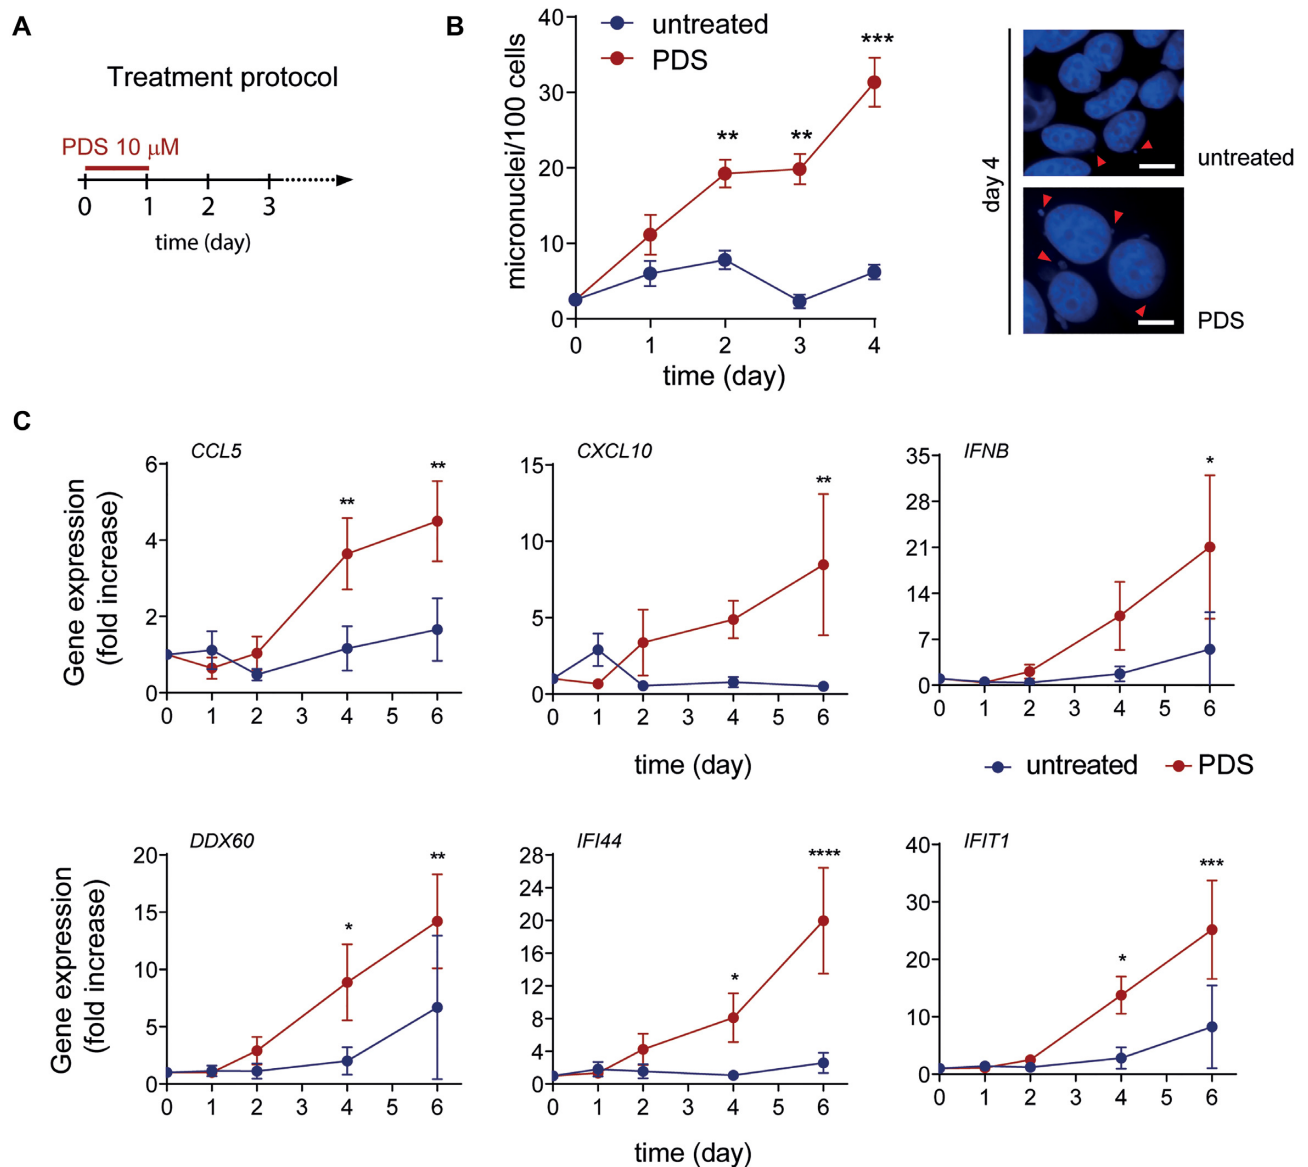 A
Treatment protocol
PDS 10 μM
0 1 2 3
time (day)
B
untreated
PDS
micronuclei/100 cells
40
30
20
10
0
** ** ***
0 1 2 3 4
time (day)
day 4
untreated
PDS
C
CCL5
Gene expression
(fold increase)
6
4
2
0
** **
0 1 2 3 4 5 6
CXCL10
15
10
5
0
**
0 1 2 3 4 5 6
time (day)
IFNB
35
28
21
14
7
0
*
0 1 2 3 4 5 6
untreated PDS
DDX60
Gene expression
(fold increase)
20
15
10
5
0
* **
0 1 2 3 4 5 6
IFI44
28
24
20
16
12
8
4
0
* ****
0 1 2 3 4 5 6
time (day)
IFIT1
40
30
20
10
0
* ***
0 1 2 3 4 5 6